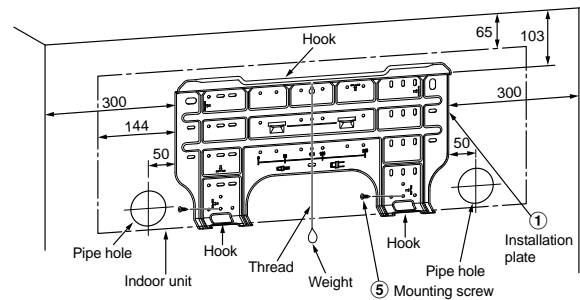 Hook
65
103
300
300
144
50
50
① Installation plate
Pipe hole
Hook
Hook
Indoor unit
Thread
Weight
⑤ Mounting screw
Pipe hole